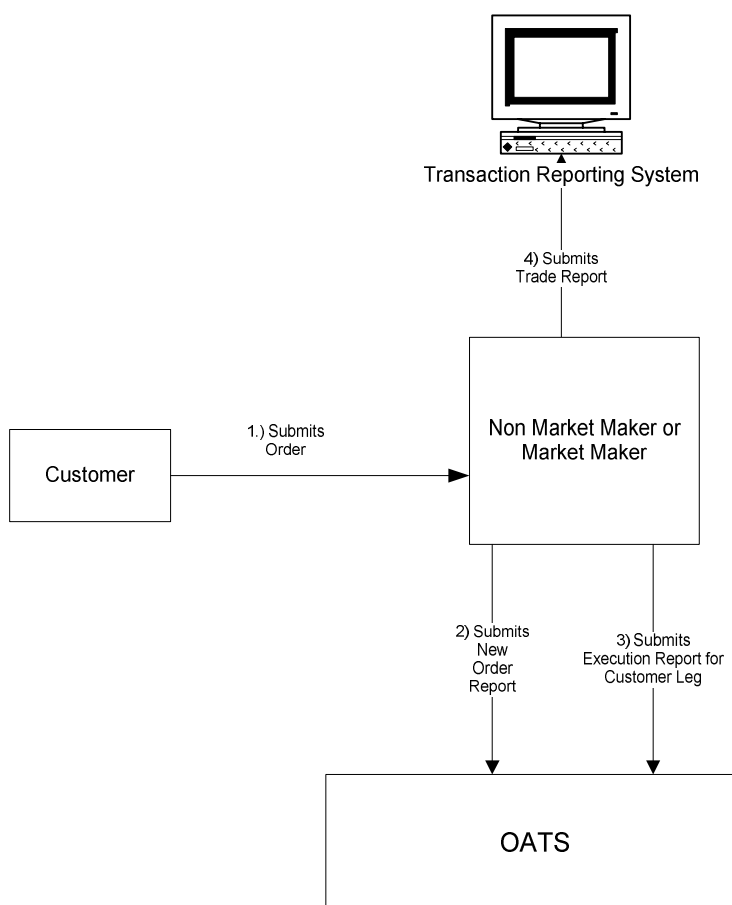 Transaction Reporting System
4) Submits
Trade Report
1.) Submits
Order
Non Market Maker or
Market Maker
Customer
2) Submits
New
Order
Report
3) Submits
Execution Report for
Customer Leg
OATS